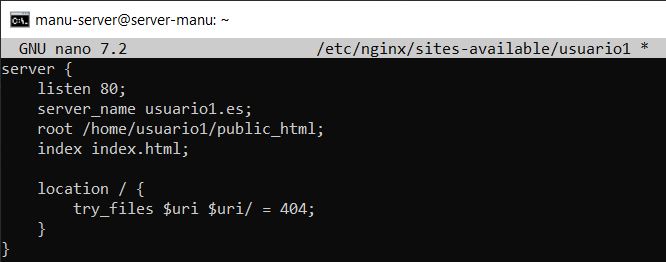 manu-server@server-manu: ~
GNU nano 7.2 /etc/nginx/sites-available/usuario1 *
server {
    listen 80;
    server_name usuario1.es;
    root /home/usuario1/public_html;
    index index.html;

    location / {
        try_files $uri $uri/ = 404;
    }
}